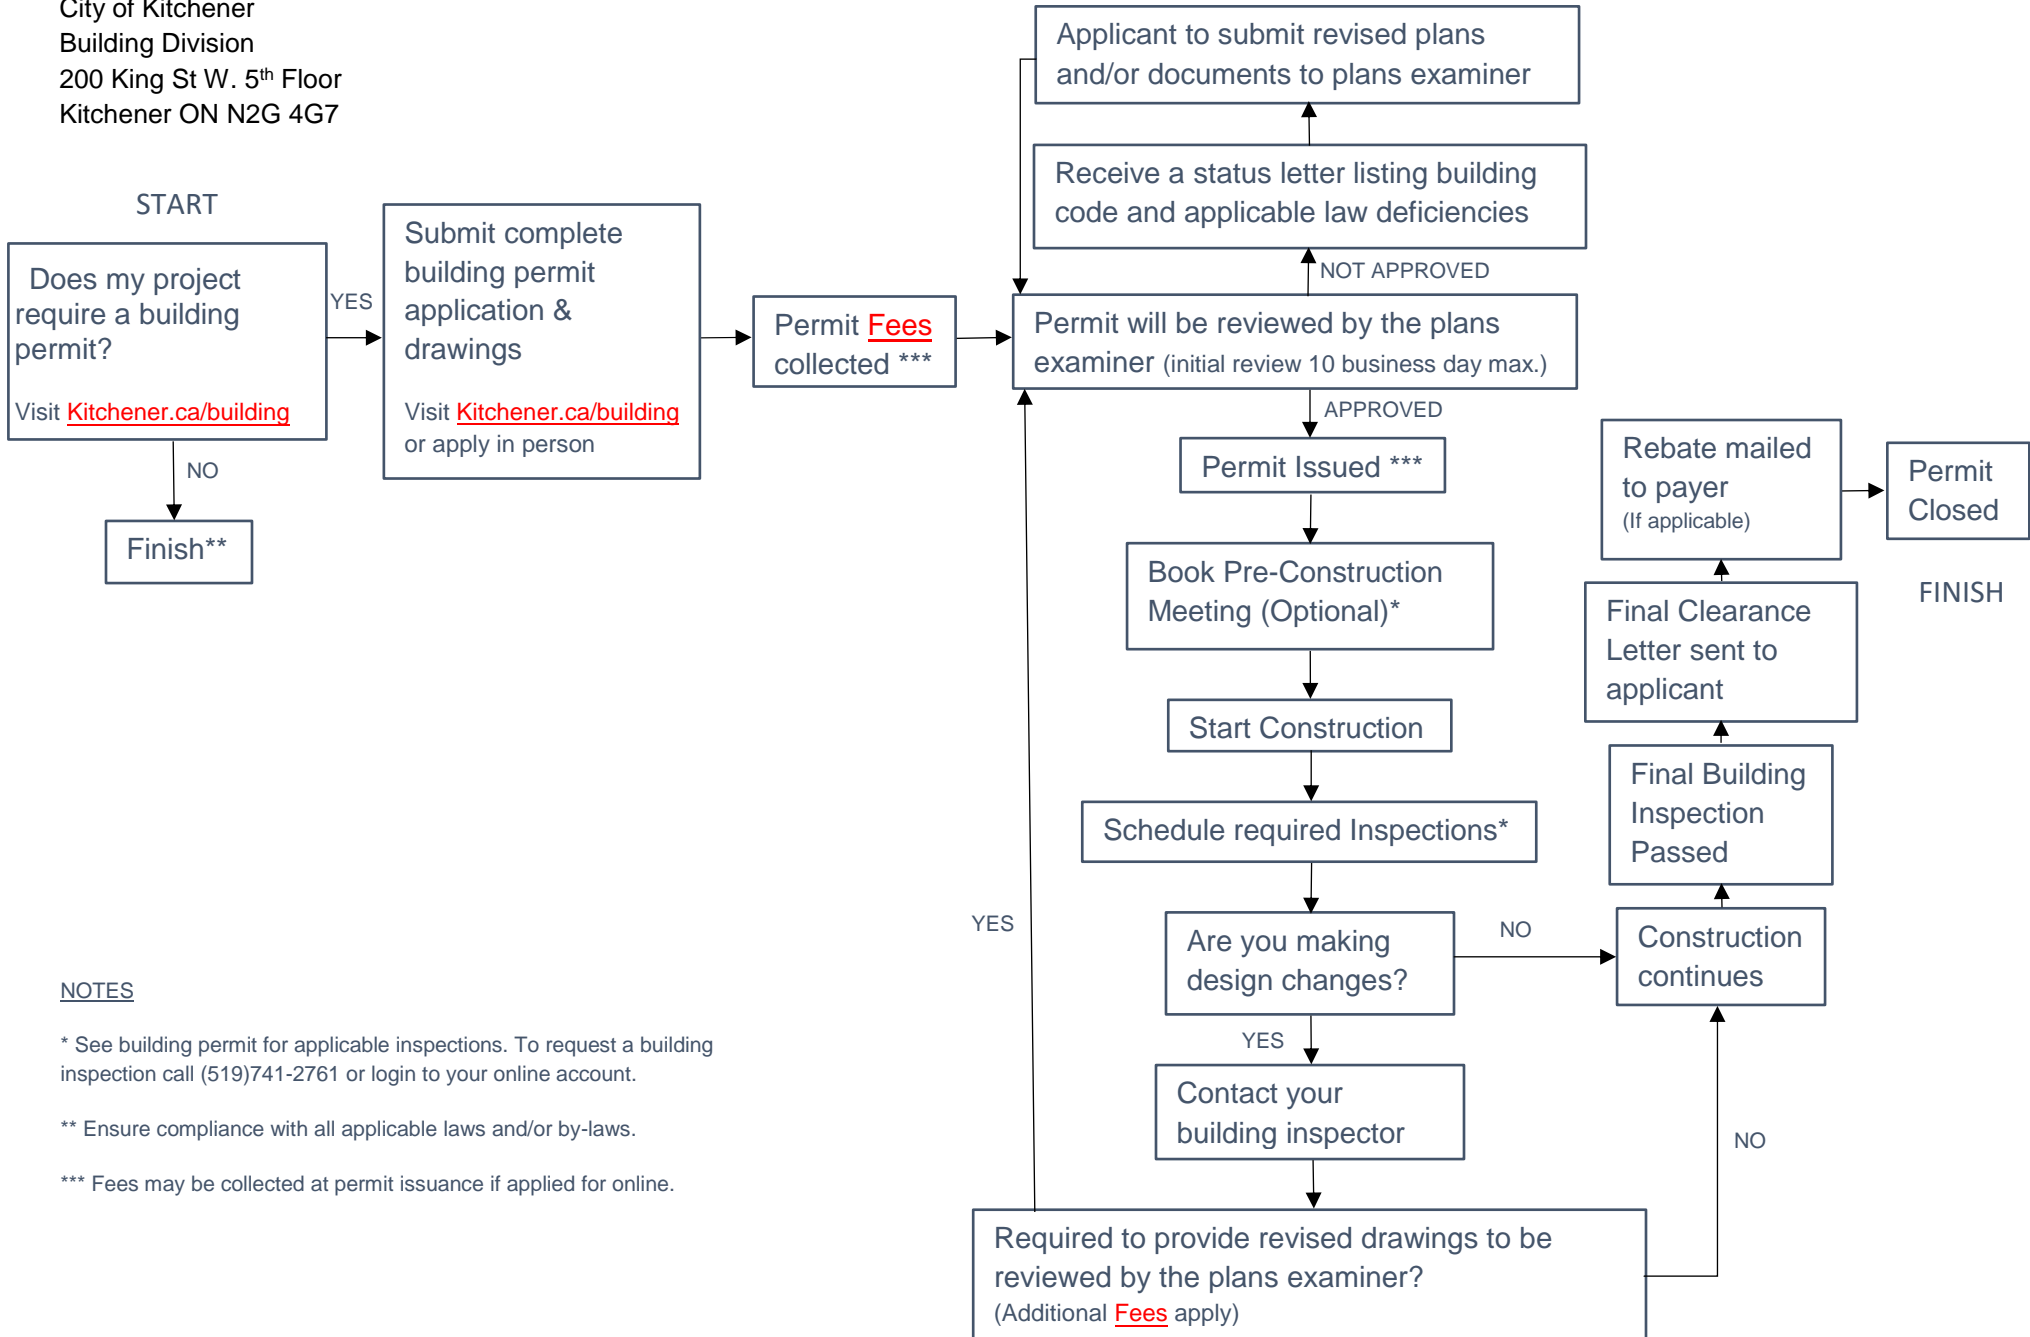 City of Kitchener
Building Division
200 King St W. 5th Floor
Kitchener ON N2G 4G7
START
Does my project
require a building
permit?
Visit Kitchener.ca/building
YES
NO
Finish**
Submit complete
building permit
application &
drawings
Visit Kitchener.ca/building
or apply in person
Permit Fees
collected ***
Applicant to submit revised plans
and/or documents to plans examiner
Receive a status letter listing building
code and applicable law deficiencies
NOT APPROVED
Permit will be reviewed by the plans
examiner (initial review 10 business day max.)
APPROVED
Permit Issued ***
Book Pre-Construction
Meeting (Optional)*
Start Construction
Schedule required Inspections*
Are you making
design changes?
NO
YES
Contact your
building inspector
Required to provide revised drawings to be
reviewed by the plans examiner?
(Additional Fees apply)
YES
NO
Construction
continues
Final Building
Inspection
Passed
Final Clearance
Letter sent to
applicant
Rebate mailed
to payer
(If applicable)
Permit
Closed
FINISH
NOTES
* See building permit for applicable inspections. To request a building
inspection call (519)741-2761 or login to your online account.
** Ensure compliance with all applicable laws and/or by-laws.
*** Fees may be collected at permit issuance if applied for online.